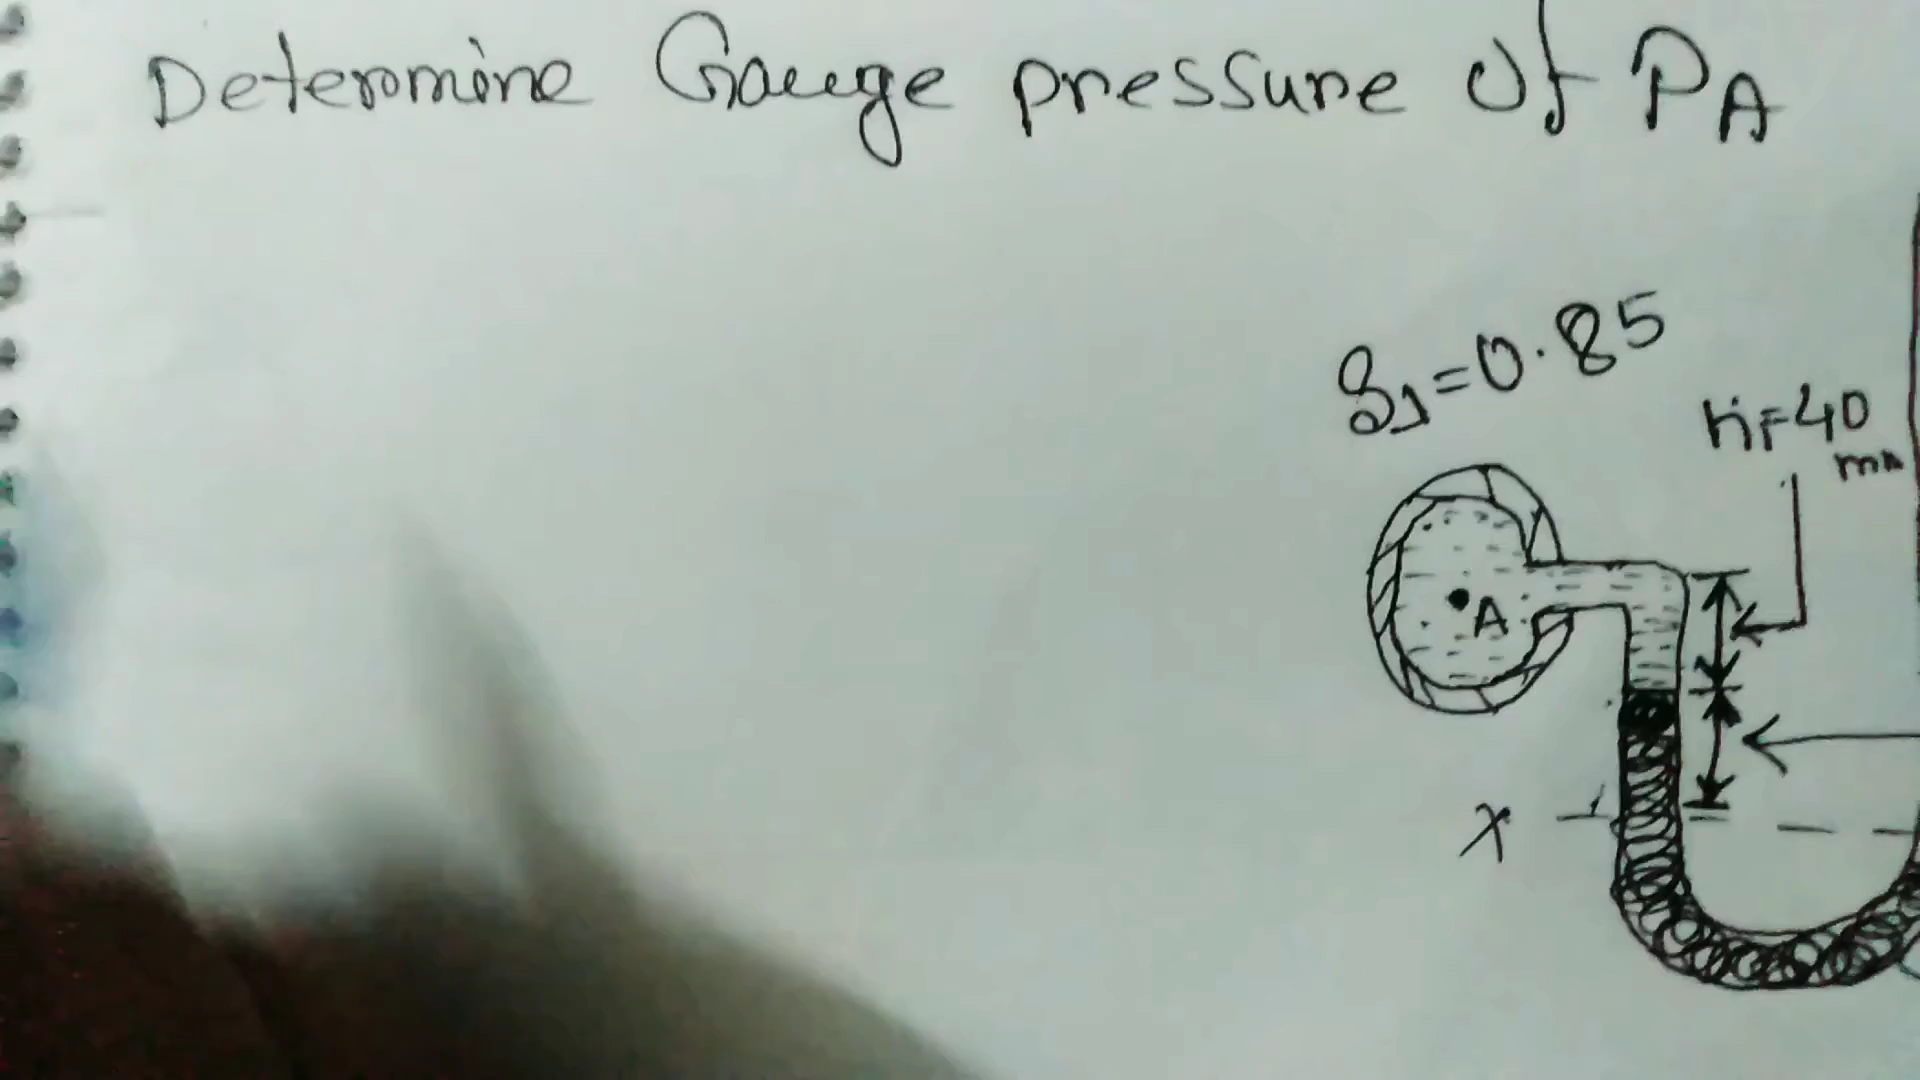 Determine Gauge pressure of PA
S1=0.85
h1=40
mm
A
X